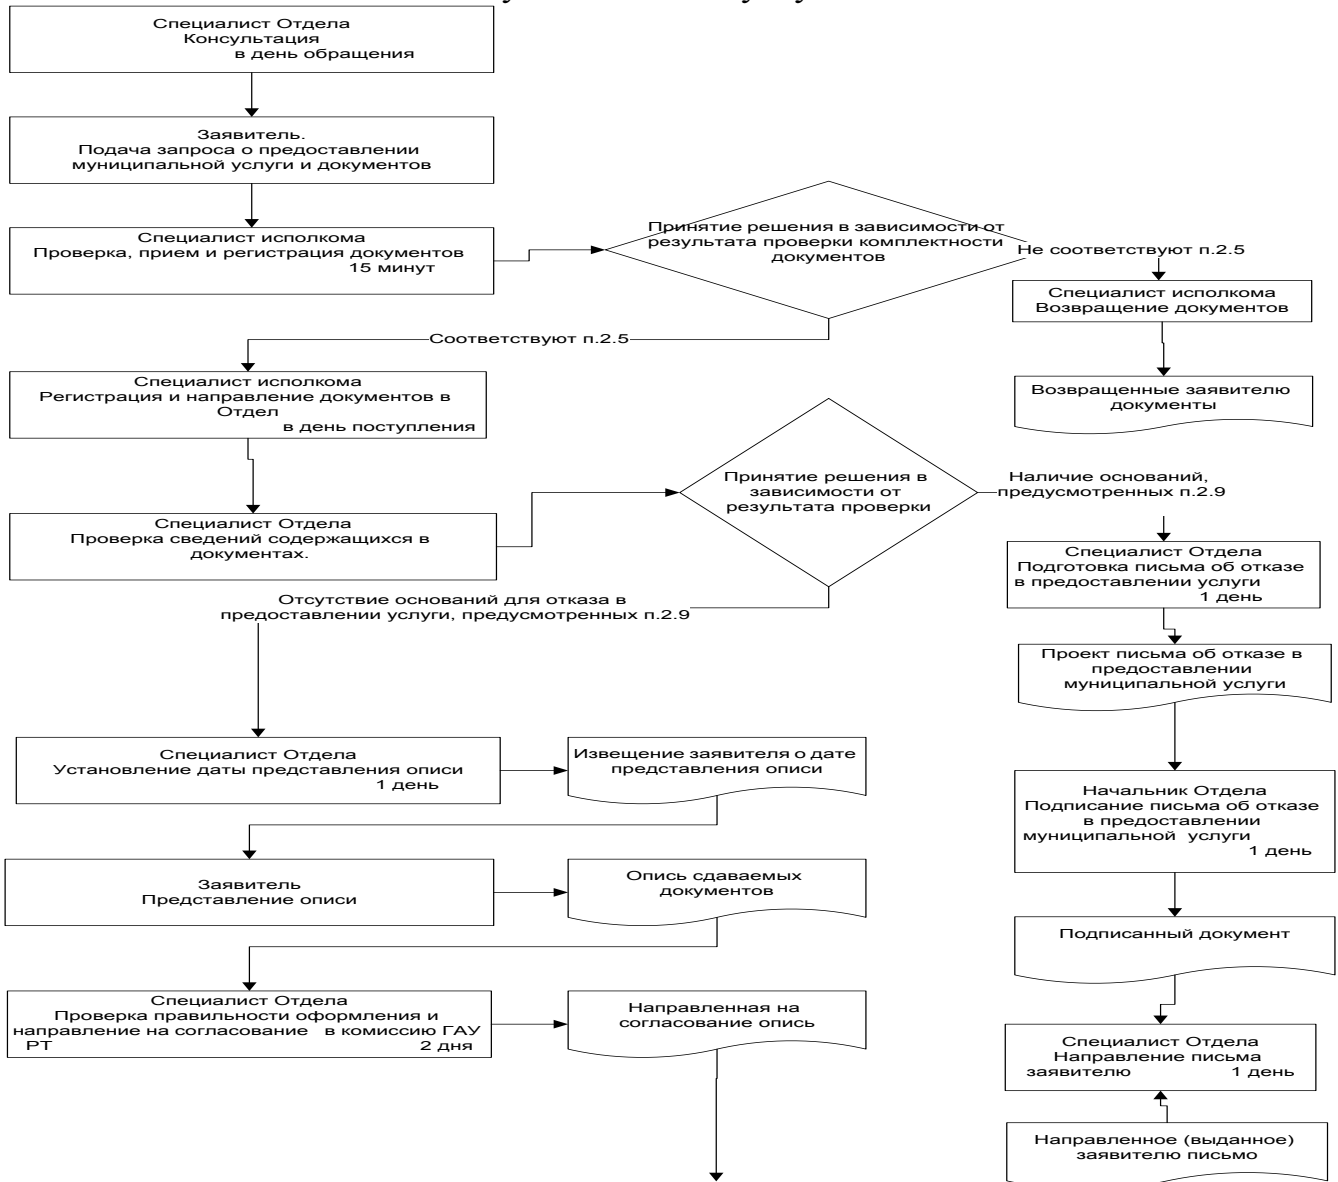 Специалист Отдела
Консультация
в день обращения
Заявитель.
Подача запроса о предоставлении
муниципальной услуги и документов
Специалист исполкома
Проверка, прием и регистрация документов
15 минут
Принятие решения в зависимости от
результата проверки комплектности
документов
Не соответствуют п.2.5
Специалист исполкома
Возвращение документов
Возвращенные заявителю
документы
Соответствуют п.2.5
Специалист исполкома
Регистрация и направление документов в
Отдел
в день поступления
Специалист Отдела
Проверка сведений содержащихся в
документах.
Принятие решения в
зависимости от
результата проверки
Наличие оснований,
предусмотренных п.2.9
Специалист Отдела
Подготовка письма об отказе
в предоставлении услуги
1 день
Отсутствие оснований для отказа в
предоставлении услуги, предусмотренных п.2.9
Проект письма об отказе в
предоставлении
муниципальной услуги
Специалист Отдела
Установление даты представления описи
1 день
Извещение заявителя о дате
представления описи
Начальник Отдела
Подписание письма об отказе
в предоставлении
муниципальной услуги
1 день
Заявитель
Представление описи
Опись сдаваемых
документов
Подписанный документ
Специалист Отдела
Проверка правильности оформления и
направление на согласование в комиссию ГАУ
РТ 2 дня
Направленная на
согласование опись
Специалист Отдела
Направление письма
заявителю 1 день
Направленное (выданное)
заявителю письмо